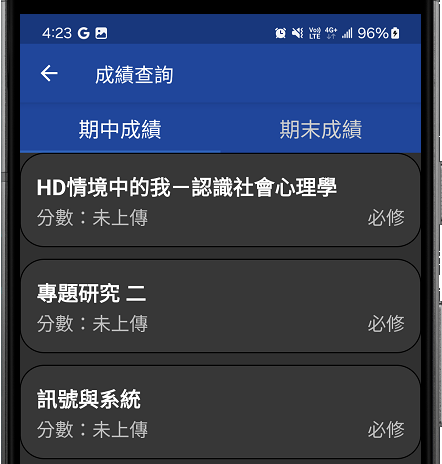 4:23 G Vo)) LTE 4G+ 96%
成績查詢
期中成績 期末成績
HD情境中的我－認識社會心理學
分數：未上傳 必修
專題研究 二
分數：未上傳 必修
訊號與系統
分數：未上傳 必修